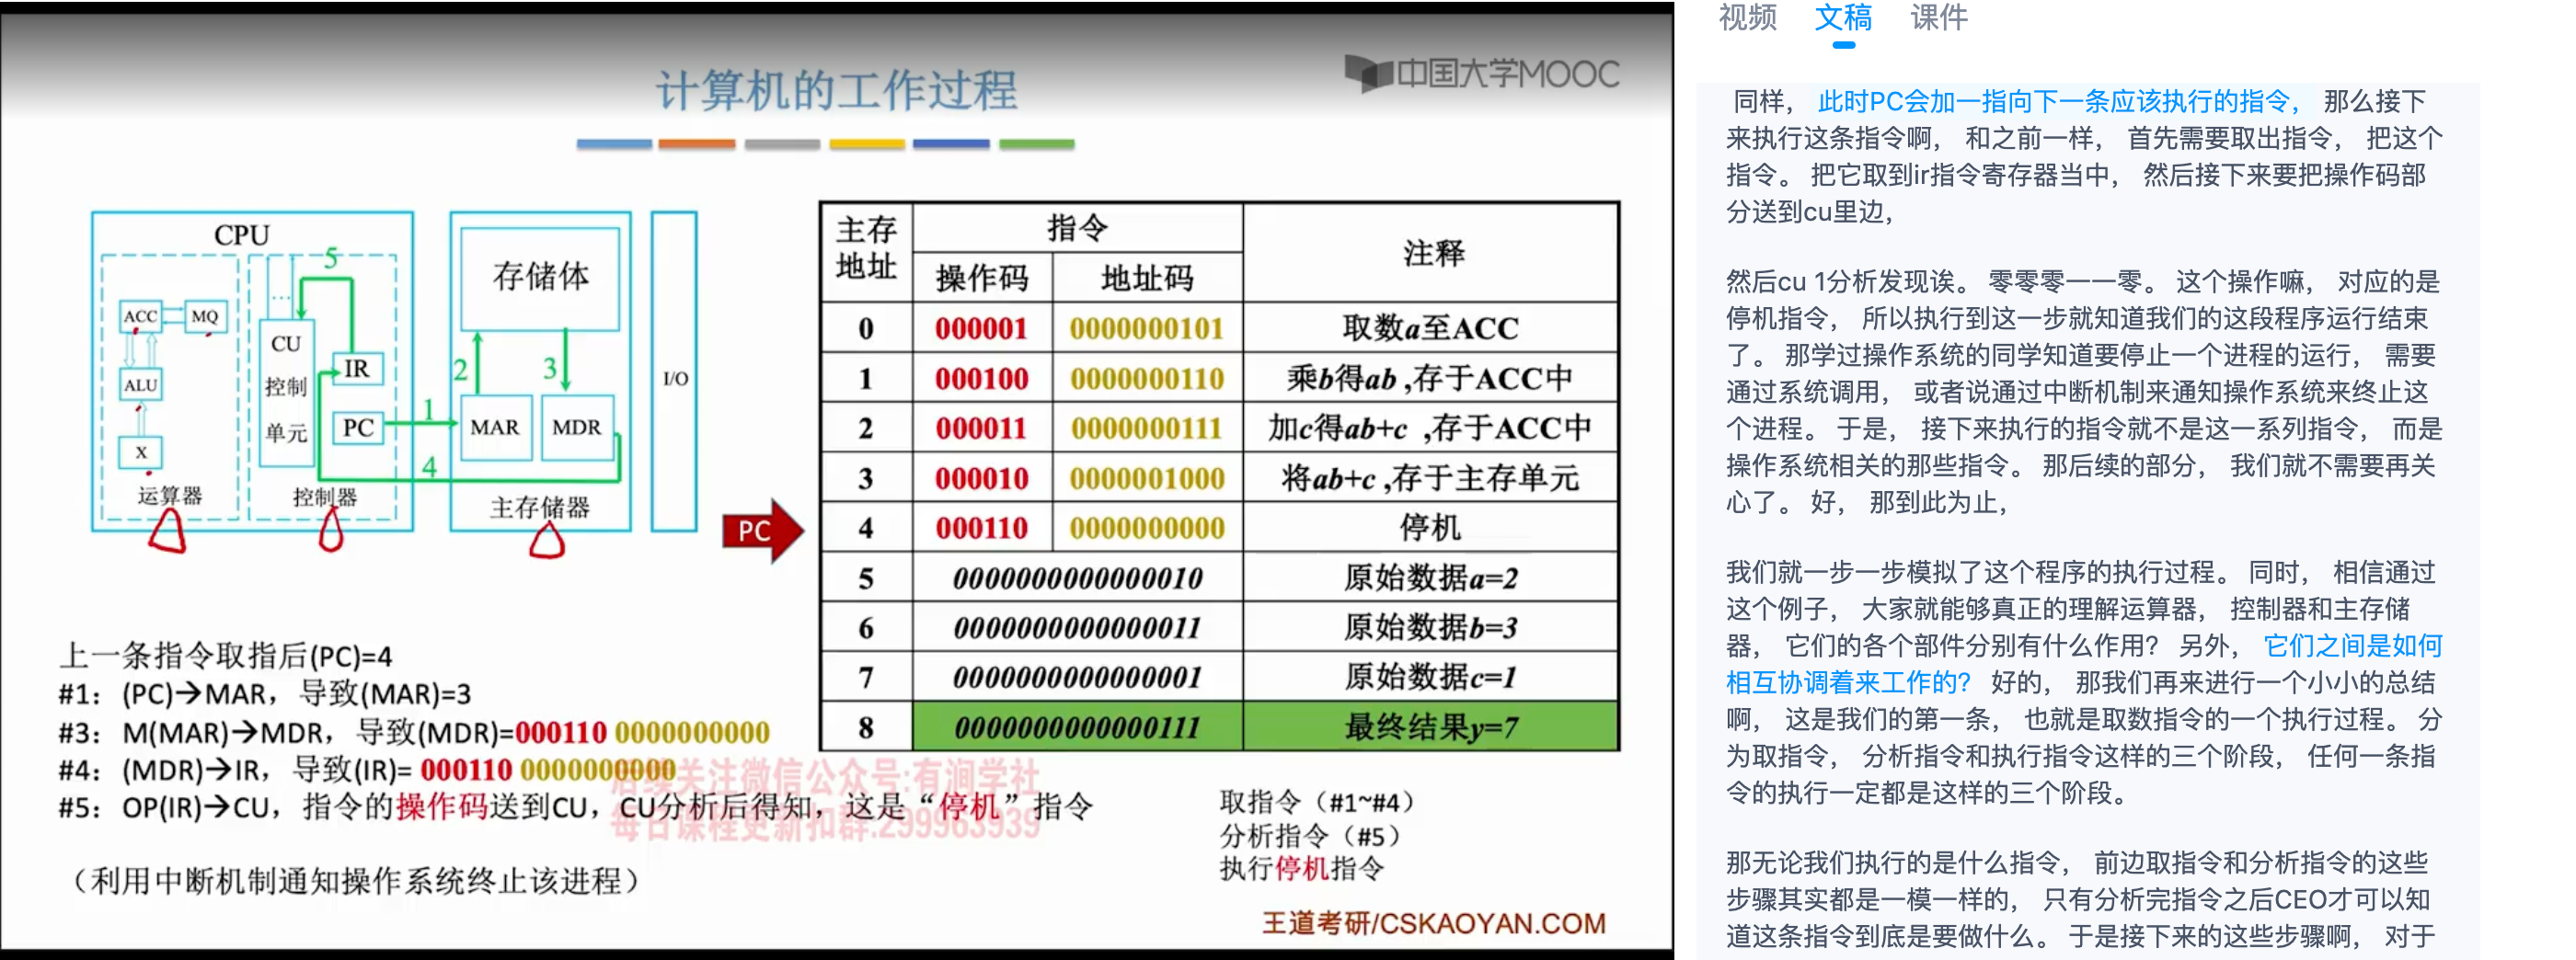 计算机的工作过程
中国大学MOOC
CPU
5
ACC
MQ
ALU
X
运算器
...
CU
控制
单元
IR
PC
控制器
存储体
2
3
1
MAR
MDR
4
主存储器
I/O
PC
主存地址 指令 注释
操作码 地址码
0 000001 0000000101 取数a至ACC
1 000100 0000000110 乘b得ab ,存于ACC中
2 000011 0000000111 加c得ab+c ,存于ACC中
3 000010 0000001000 将ab+c ,存于主存单元
4 000110 0000000000 停机
5 0000000000000010 原始数据a=2
6 0000000000000011 原始数据b=3
7 0000000000000001 原始数据c=1
8 0000000000000111 最终结果y=7
上一条指令取指后(PC)=4
#1：(PC)→MAR，导致(MAR)=3
#3：M(MAR)→MDR，导致(MDR)=000110 0000000000
#4：(MDR)→IR，导致(IR)= 000110 0000000000
#5：OP(IR)→CU，指令的操作码送到CU，CU分析后得知，这是“停机”指令
（利用中断机制通知操作系统终止该进程）
后续关注微信公众号:有涧学社
每日课程更新扣群:299963939
取指令（#1~#4）
分析指令（#5）
执行停机指令
王道考研/CSKAOYAN.COM
视频 文稿 课件
同样， 此时PC会加一指向下一条应该执行的指令， 那么接下
来执行这条指令啊， 和之前一样， 首先需要取出指令， 把这个
指令。 把它取到ir指令寄存器当中， 然后接下来要把操作码部
分送到cu里边，
然后cu 1分析发现诶。 零零零一一零。 这个操作嘛， 对应的是
停机指令， 所以执行到这一步就知道我们的这段程序运行结束
了。 那学过操作系统的同学知道要停止一个进程的运行， 需要
通过系统调用， 或者说通过中断机制来通知操作系统来终止这
个进程。 于是， 接下来执行的指令就不是这一系列指令， 而是
操作系统相关的那些指令。 那后续的部分， 我们就不需要再关
心了。 好， 那到此为止，
我们就一步一步模拟了这个程序的执行过程。 同时， 相信通过
这个例子， 大家就能够真正的理解运算器， 控制器和主存储
器， 它们的各个部件分别有什么作用？ 另外， 它们之间是如何
相互协调着来工作的？ 好的， 那我们再来进行一个小小的总结
啊， 这是我们的第一条， 也就是取数指令的一个执行过程。 分
为取指令， 分析指令和执行指令这样的三个阶段， 任何一条指
令的执行一定都是这样的三个阶段。
那无论我们执行的是什么指令， 前边取指令和分析指令的这些
步骤其实都是一模一样的， 只有分析完指令之后CEO才可以知
道这条指令到底是要做什么。 于是接下来的这些步骤啊， 对于